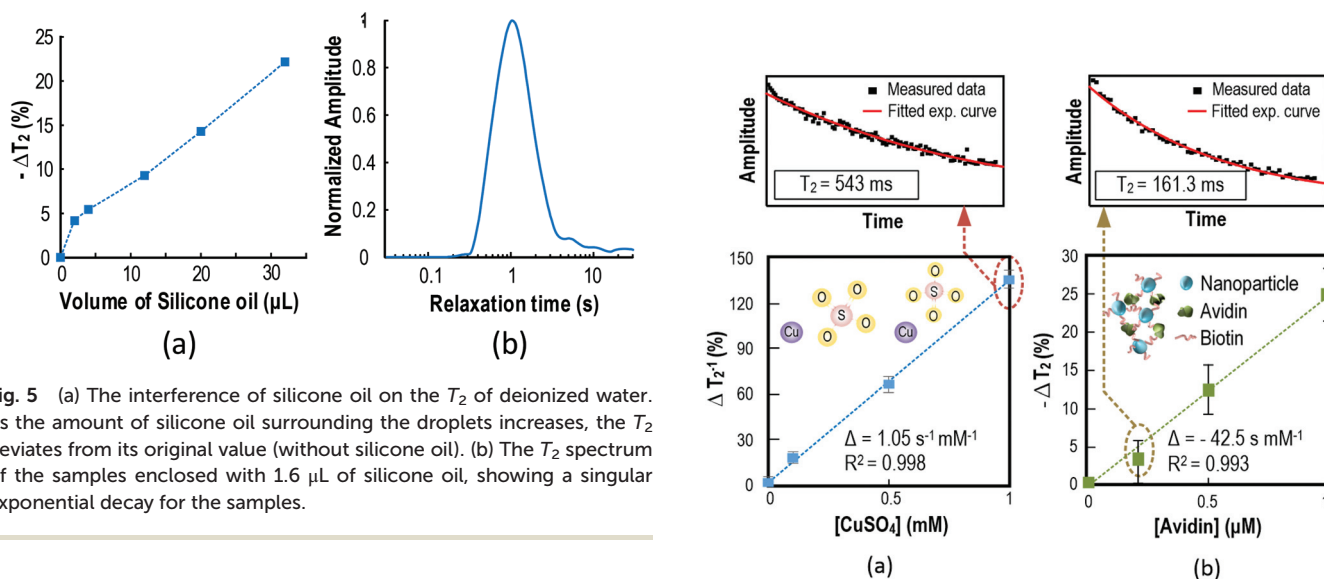 25
20
15
10
5
0
- ΔT₂ (%)
0 10 20 30
Volume of Silicone oil (μL)
(a)
1
0.8
0.6
0.4
0.2
0
Normalized Amplitude
0.1 1 10
Relaxation time (s)
(b)
ig. 5 (a) The interference of silicone oil on the T₂ of deionized water.
s the amount of silicone oil surrounding the droplets increases, the T₂
eviates from its original value (without silicone oil). (b) The T₂ spectrum
f the samples enclosed with 1.6 μL of silicone oil, showing a singular
xponential decay for the samples.
Amplitude
Measured data
Fitted exp. curve
T₂ = 543 ms
Time
150
120
90
60
30
0
Δ T₂⁻¹ (%)
O
O O O O
S S
O O
Cu O Cu O
Δ = 1.05 s⁻¹ mM⁻¹
R² = 0.998
0 0.5 1
[CuSO₄] (mM)
(a)
Amplitude
Measured data
Fitted exp. curve
T₂ = 161.3 ms
Time
30
25
20
15
10
5
0
- Δ T₂ (%)
Nanoparticle
Avidin
Biotin
Δ = - 42.5 s mM⁻¹
R² = 0.993
0 0.5 1
[Avidin] (μM)
(b)